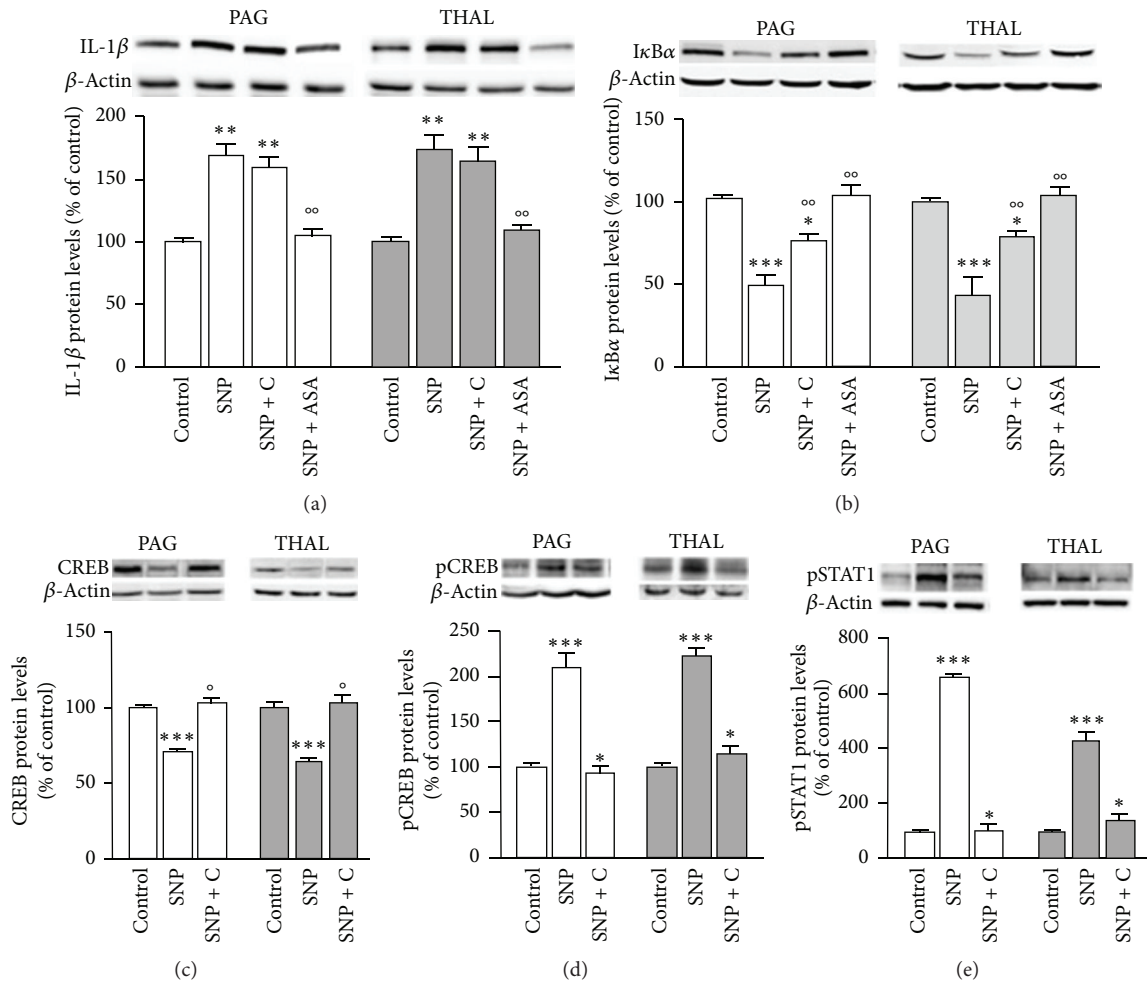 PAG THAL
IL-1β
β-Actin
IL-1β protein levels (% of control)
200
150
100
50
0
** ** °° ** ** °°
Control SNP SNP + C SNP + ASA Control SNP SNP + C SNP + ASA
(a)
PAG THAL
IκBα
β-Actin
IκBα protein levels (% of control)
150
100
50
0
*** °° * °° *** °° * °°
Control SNP SNP + C SNP + ASA Control SNP SNP + C SNP + ASA
(b)
PAG THAL
CREB
β-Actin
CREB protein levels
(% of control)
150
100
50
0
*** ° *** °
Control SNP SNP + C Control SNP SNP + C
(c)
PAG THAL
pCREB
β-Actin
pCREB protein levels
(% of control)
250
200
150
100
50
0
*** * *** *
Control SNP SNP + C Control SNP SNP + C
(d)
PAG THAL
pSTAT1
β-Actin
pSTAT1 protein levels
(% of control)
800
600
400
200
0
*** * *** *
Control SNP SNP + C Control SNP SNP + C
(e)